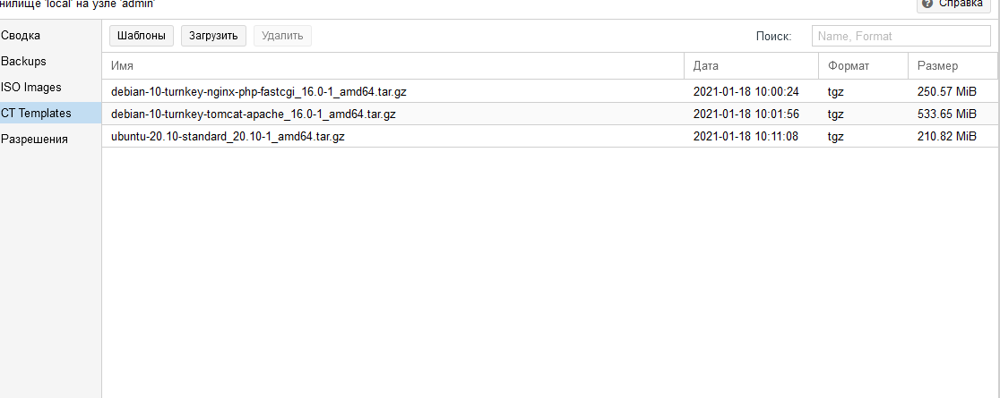 нилище 'local' на узле 'admin'
Справка
Сводка
Backups
ISO Images
CT Templates
Разрешения
Шаблоны Загрузить Удалить Поиск: Name, Format
Имя Дата Формат Размер
debian-10-turnkey-nginx-php-fastcgi_16.0-1_amd64.tar.gz 2021-01-18 10:00:24 tgz 250.57 MiB
debian-10-turnkey-tomcat-apache_16.0-1_amd64.tar.gz 2021-01-18 10:01:56 tgz 533.65 MiB
ubuntu-20.10-standard_20.10-1_amd64.tar.gz 2021-01-18 10:11:08 tgz 210.82 MiB